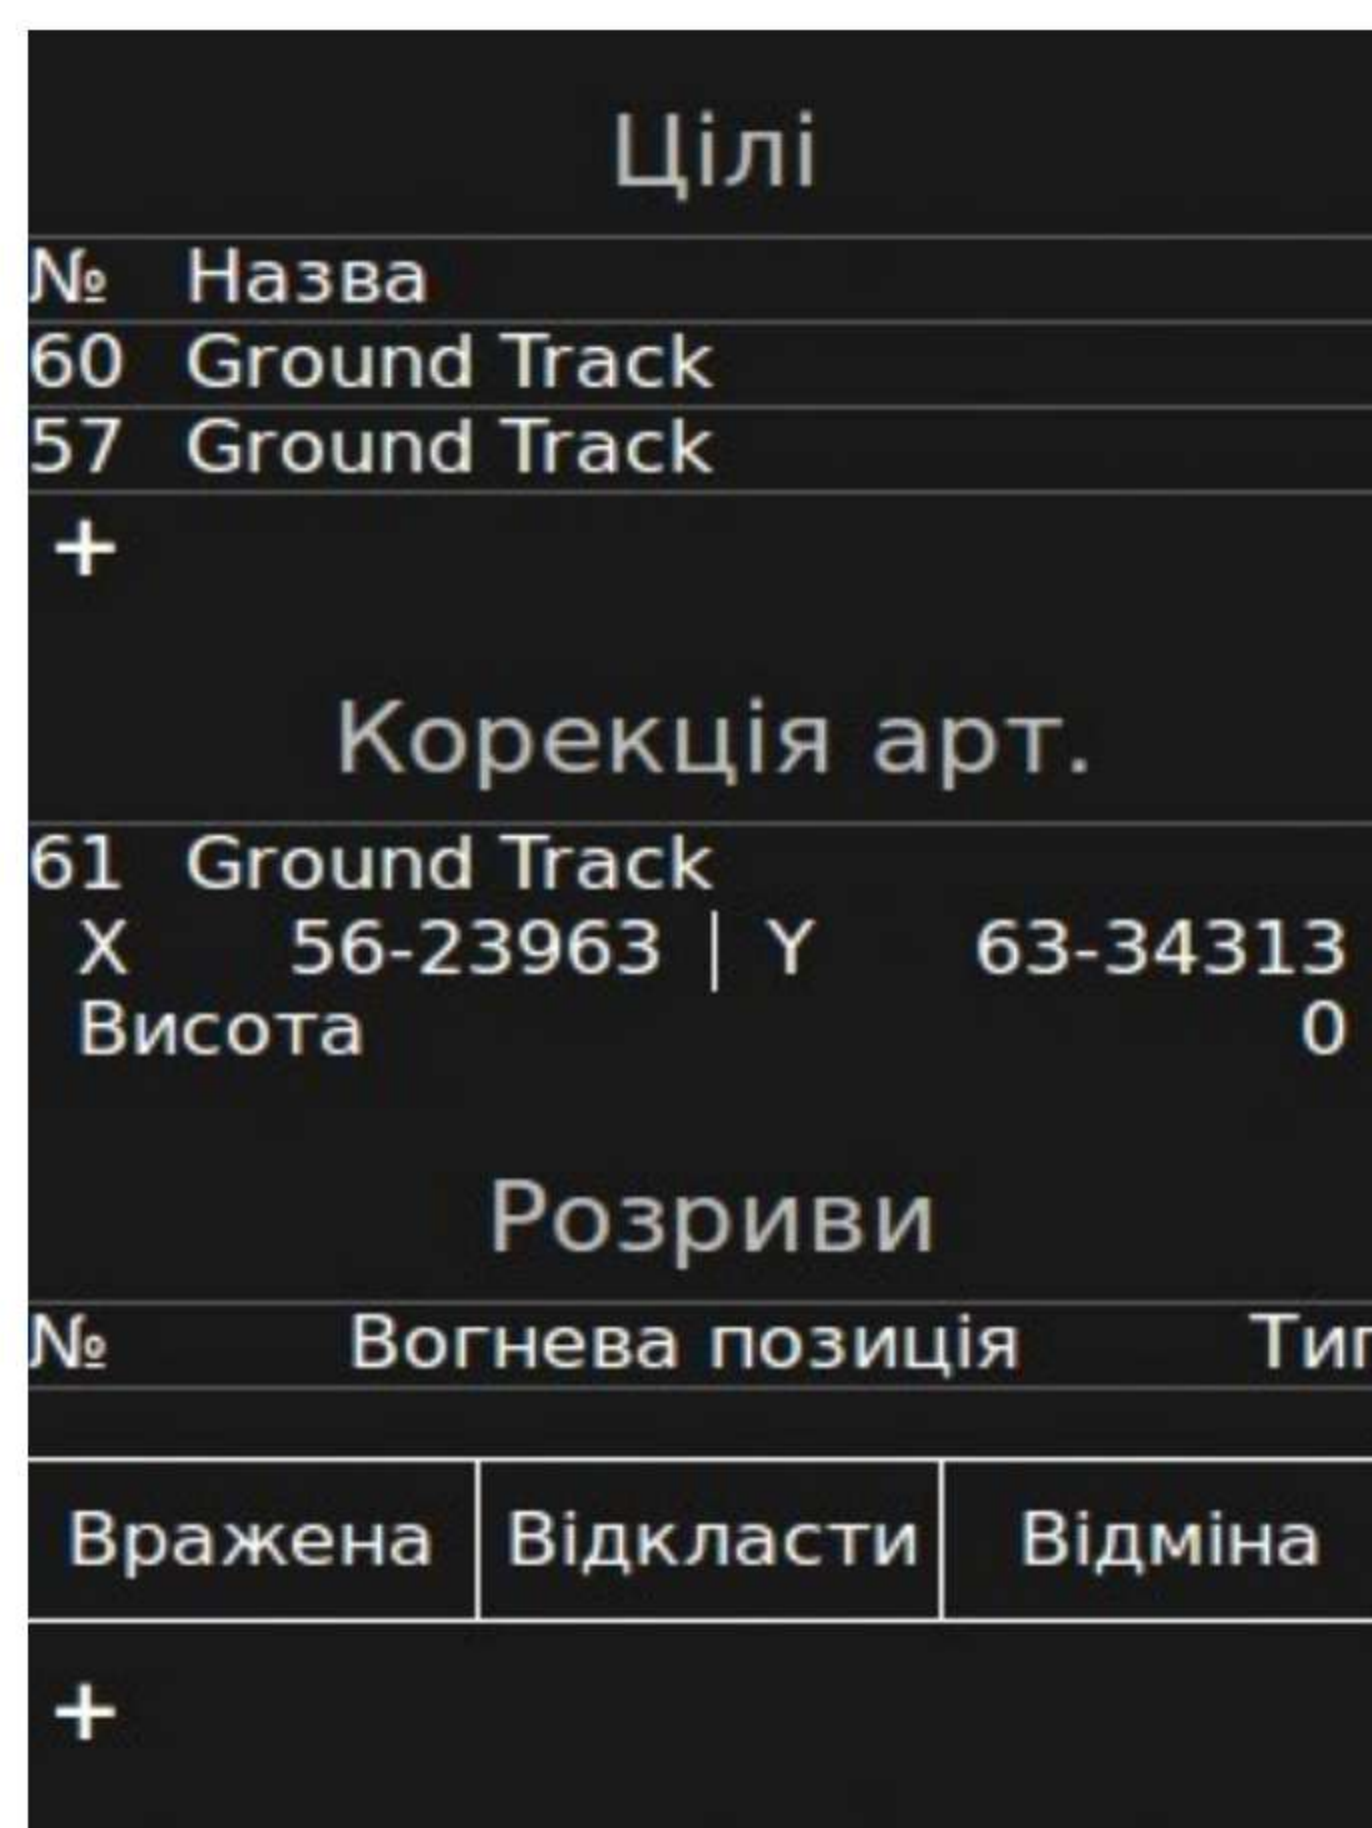 Цілі
№ Назва
60 Ground Track
57 Ground Track
+
Корекція арт.
61 Ground Track
X 56-23963 | Y 63-34313
Висота 0
Розриви
№ Вогнева позиція Тип
Вражена Відкласти Відміна
+